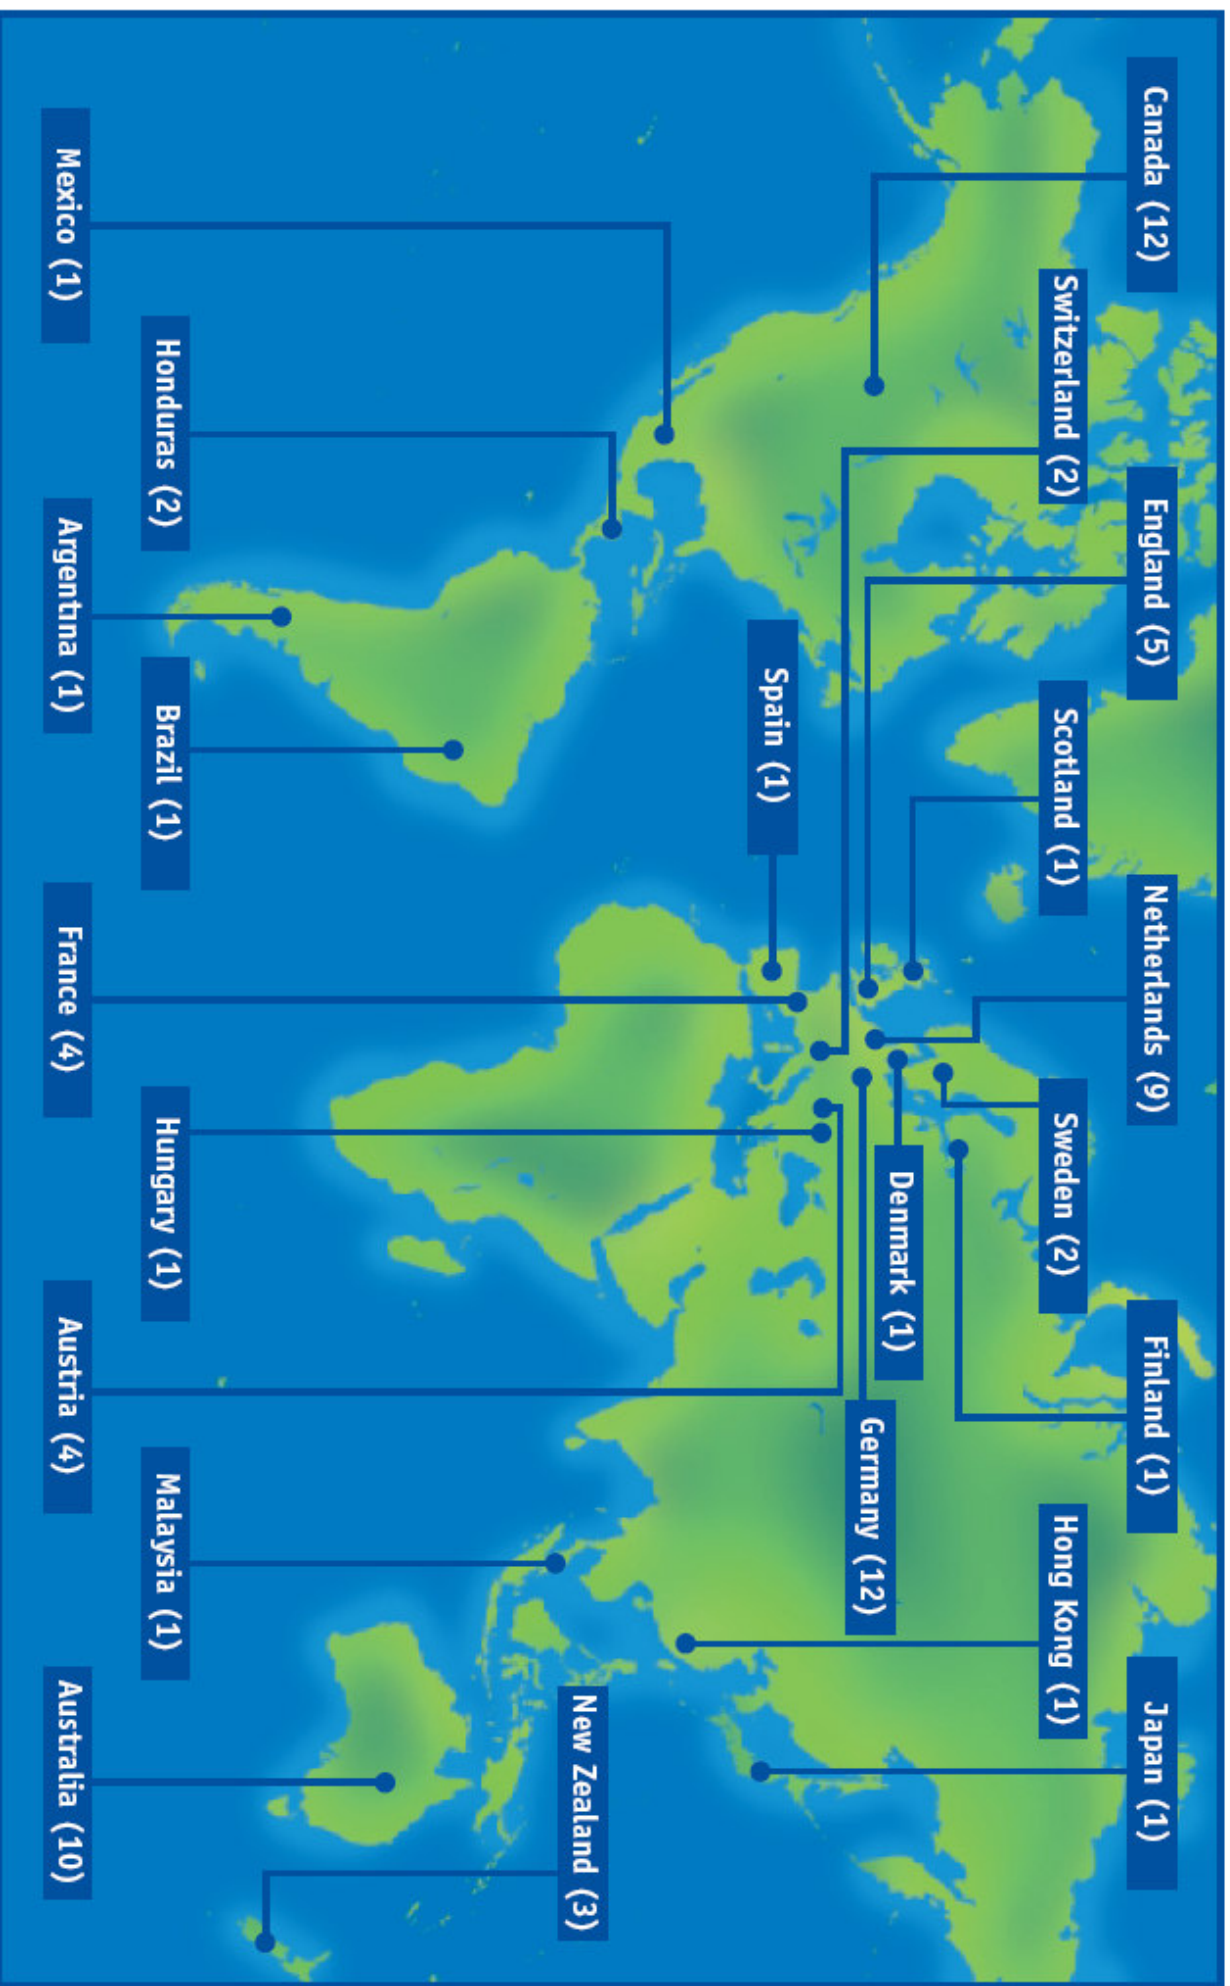 Canada (12)
Switzerland (2)
England (5)
Scotland (1)
Netherlands (9)
Sweden (2)
Finland (1)
Hong Kong (1)
Japan (1)
Denmark (1)
Germany (12)
Spain (1)
New Zealand (3)
Mexico (1)
Honduras (2)
Argentina (1)
Brazil (1)
France (4)
Hungary (1)
Austria (4)
Malaysia (1)
Australia (10)